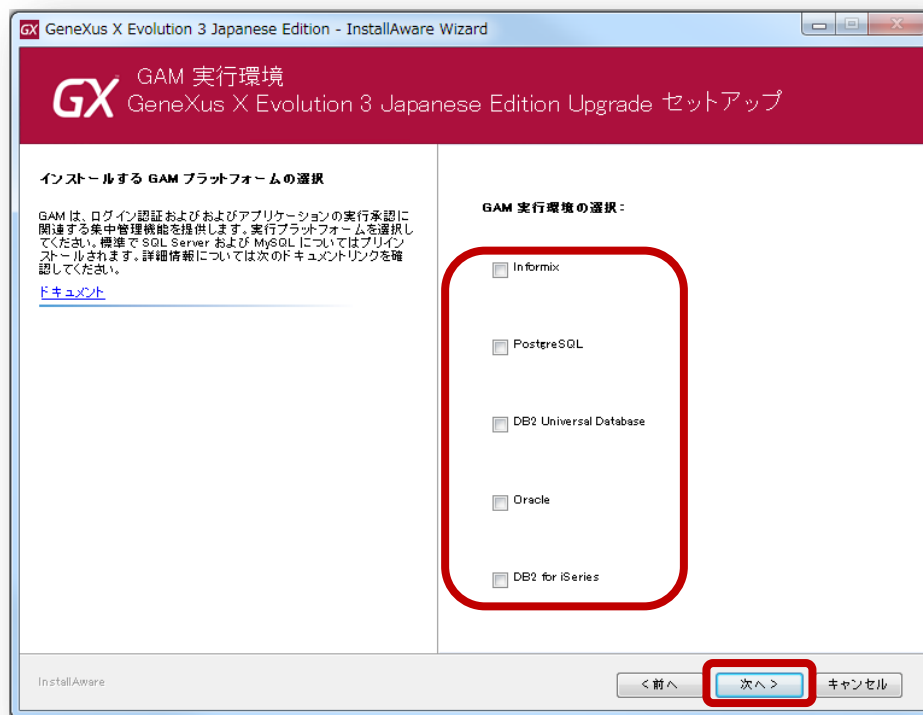 GX GeneXus X Evolution 3 Japanese Edition - InstallAware Wizard
GX
GAM 実行環境
GeneXus X Evolution 3 Japanese Edition Upgrade セットアップ
インストールする GAM プラットフォームの選択
GAM は、ログイン認証およびおよびアプリケーションの実行承認に
関連する集中管理機能を提供します。実行プラットフォームを選択し
てください。標準で SQL Server および MySQL についてはプリイン
ストールされます。詳細情報については次のドキュメントリンクを確
認してください。
ドキュメント
GAM 実行環境の選択:
Informix
PostgreSQL
DB2 Universal Database
Oracle
DB2 for iSeries
InstallAware
<前へ
次へ>
キャンセル